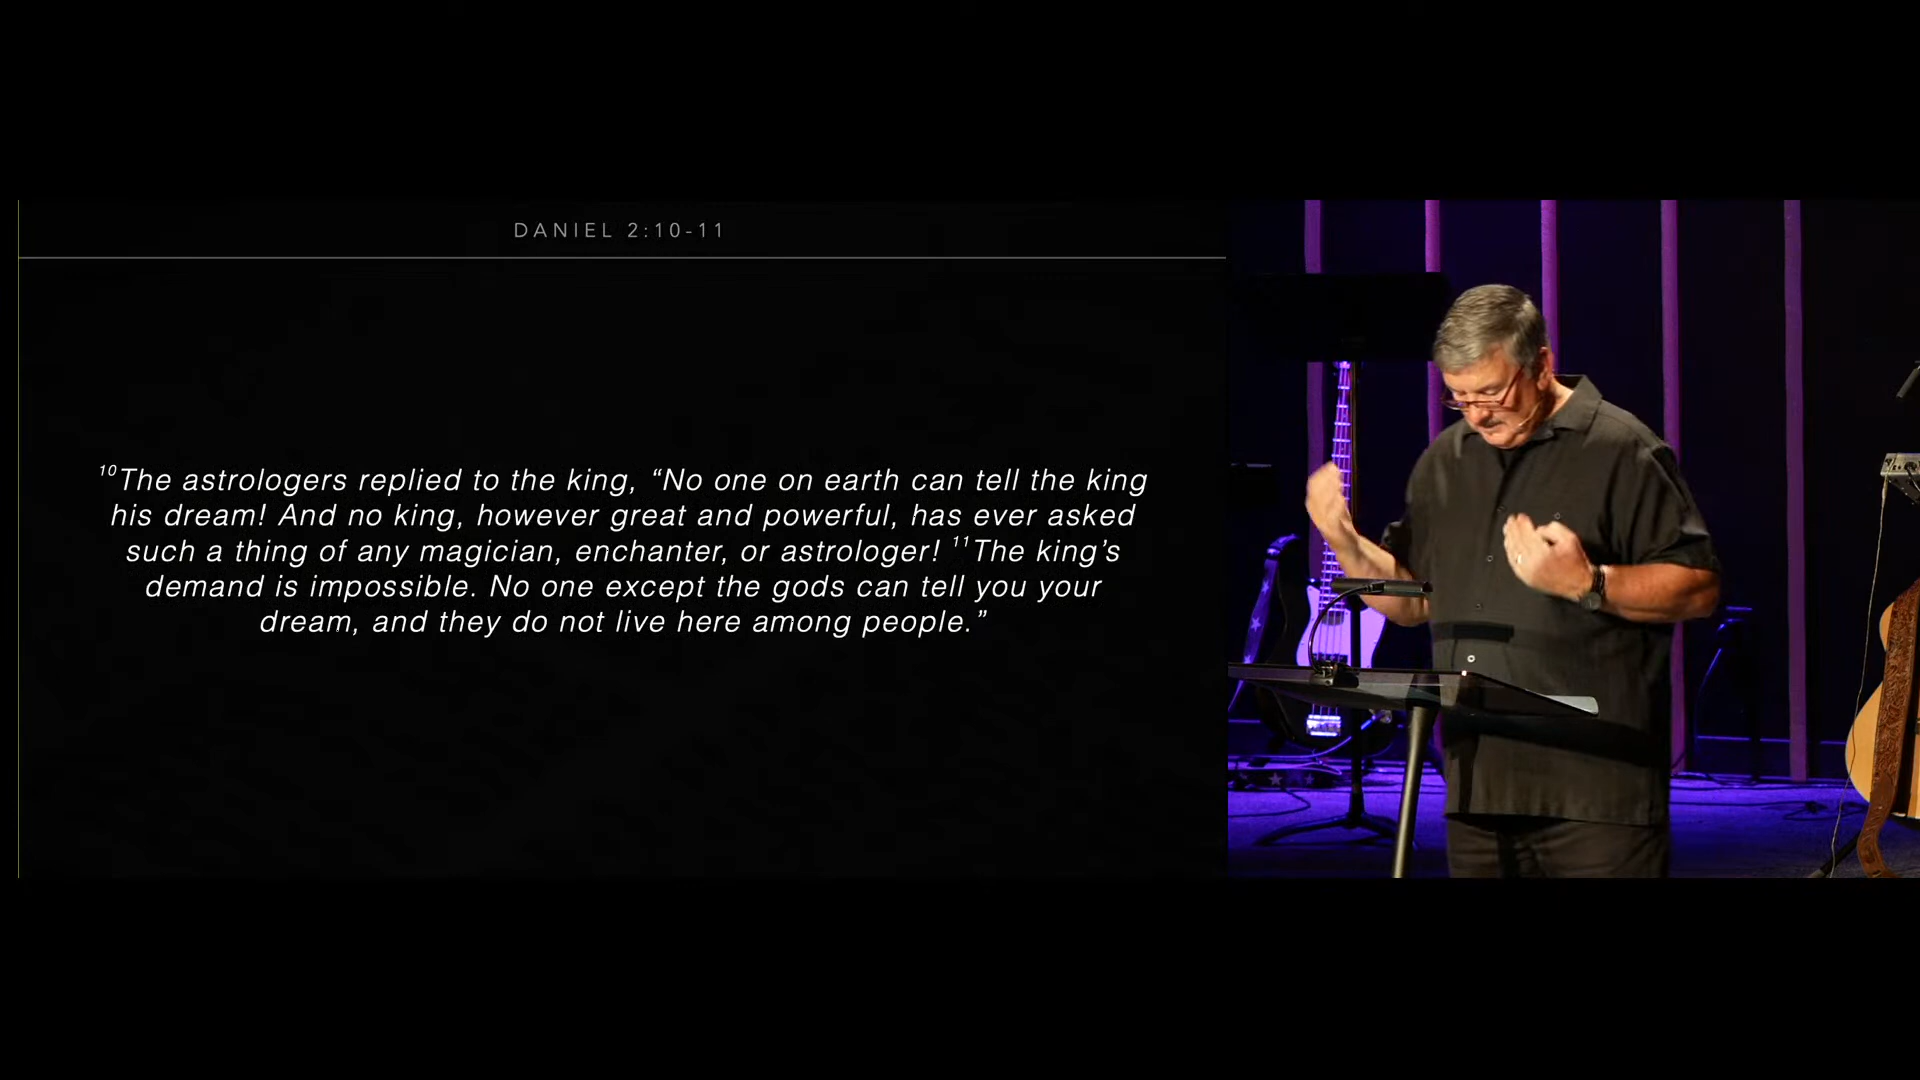 DANIEL 2:10-11
¹⁰The astrologers replied to the king, “No one on earth can tell the king
his dream! And no king, however great and powerful, has ever asked
such a thing of any magician, enchanter, or astrologer! ¹¹The king’s
demand is impossible. No one except the gods can tell you your
dream, and they do not live here among people.”